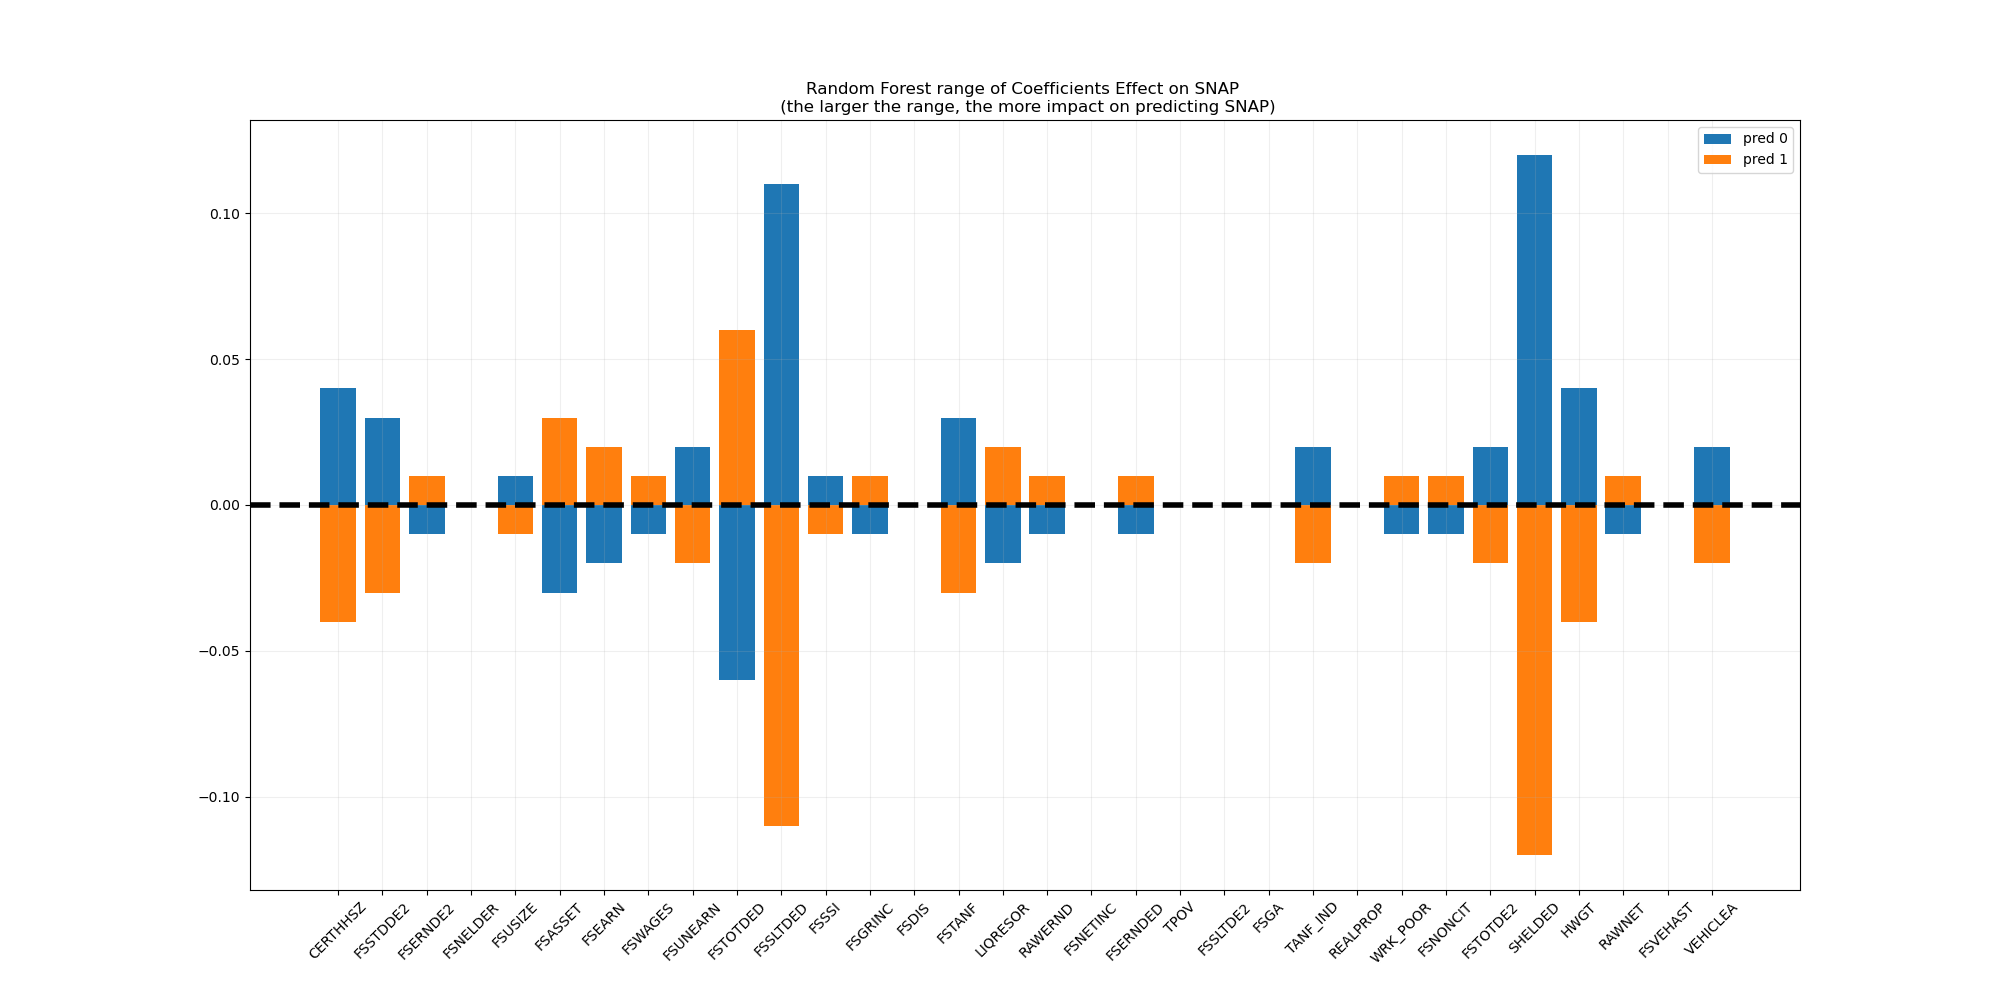 Random Forest range of Coefficients Effect on SNAP
(the larger the range, the more impact on predicting SNAP)
pred 0
pred 1
0.10
0.05
0.00
−0.05
−0.10
CERTHHSZ
FSSTDDE2
FSERNDE2
FSNELDER
FSUSIZE
FSASSET
FSEARN
FSWAGES
FSUNEARN
FSTOTDED
FSSLTDED
FSSSI
FSGRINC
FSDIS
FSTANF
LIQRESOR
RAWERND
FSNETINC
FSERNDED
TPOV
FSSLTDE2
FSGA
TANF_IND
REALPROP
WRK_POOR
FSNONCIT
FSTOTDE2
SHELDED
HWGT
RAWNET
FSVEHAST
VEHICLEA